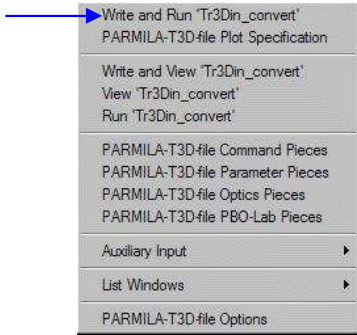 Write and Run 'Tr3Din_convert'
PARMILA-T3D-file Plot Specification
Write and View 'Tr3Din_convert'
View 'Tr3Din_convert'
Run 'Tr3Din_convert'
PARMILA-T3D-file Command Pieces
PARMILA-T3D-file Parameter Pieces
PARMILA-T3D-file Optics Pieces
PARMILA-T3D-file PBO-Lab Pieces
Auxiliary Input
List Windows
PARMILA-T3D-file Options